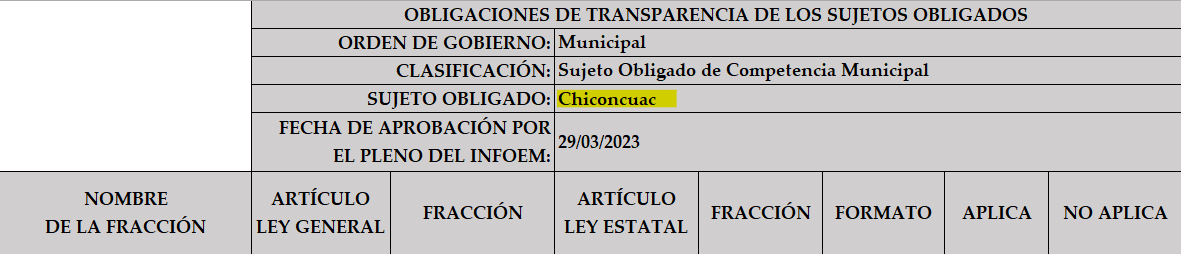 OBLIGACIONES DE TRANSPARENCIA DE LOS SUJETOS OBLIGADOS
ORDEN DE GOBIERNO: Municipal
CLASIFICACIÓN: Sujeto Obligado de Competencia Municipal
SUJETO OBLIGADO: Chiconcuac
FECHA DE APROBACIÓN POR
EL PLENO DEL INFOEM: 29/03/2023
NOMBRE
DE LA FRACCIÓN
ARTÍCULO
LEY GENERAL
FRACCIÓN
ARTÍCULO
LEY ESTATAL
FRACCIÓN
FORMATO
APLICA
NO APLICA